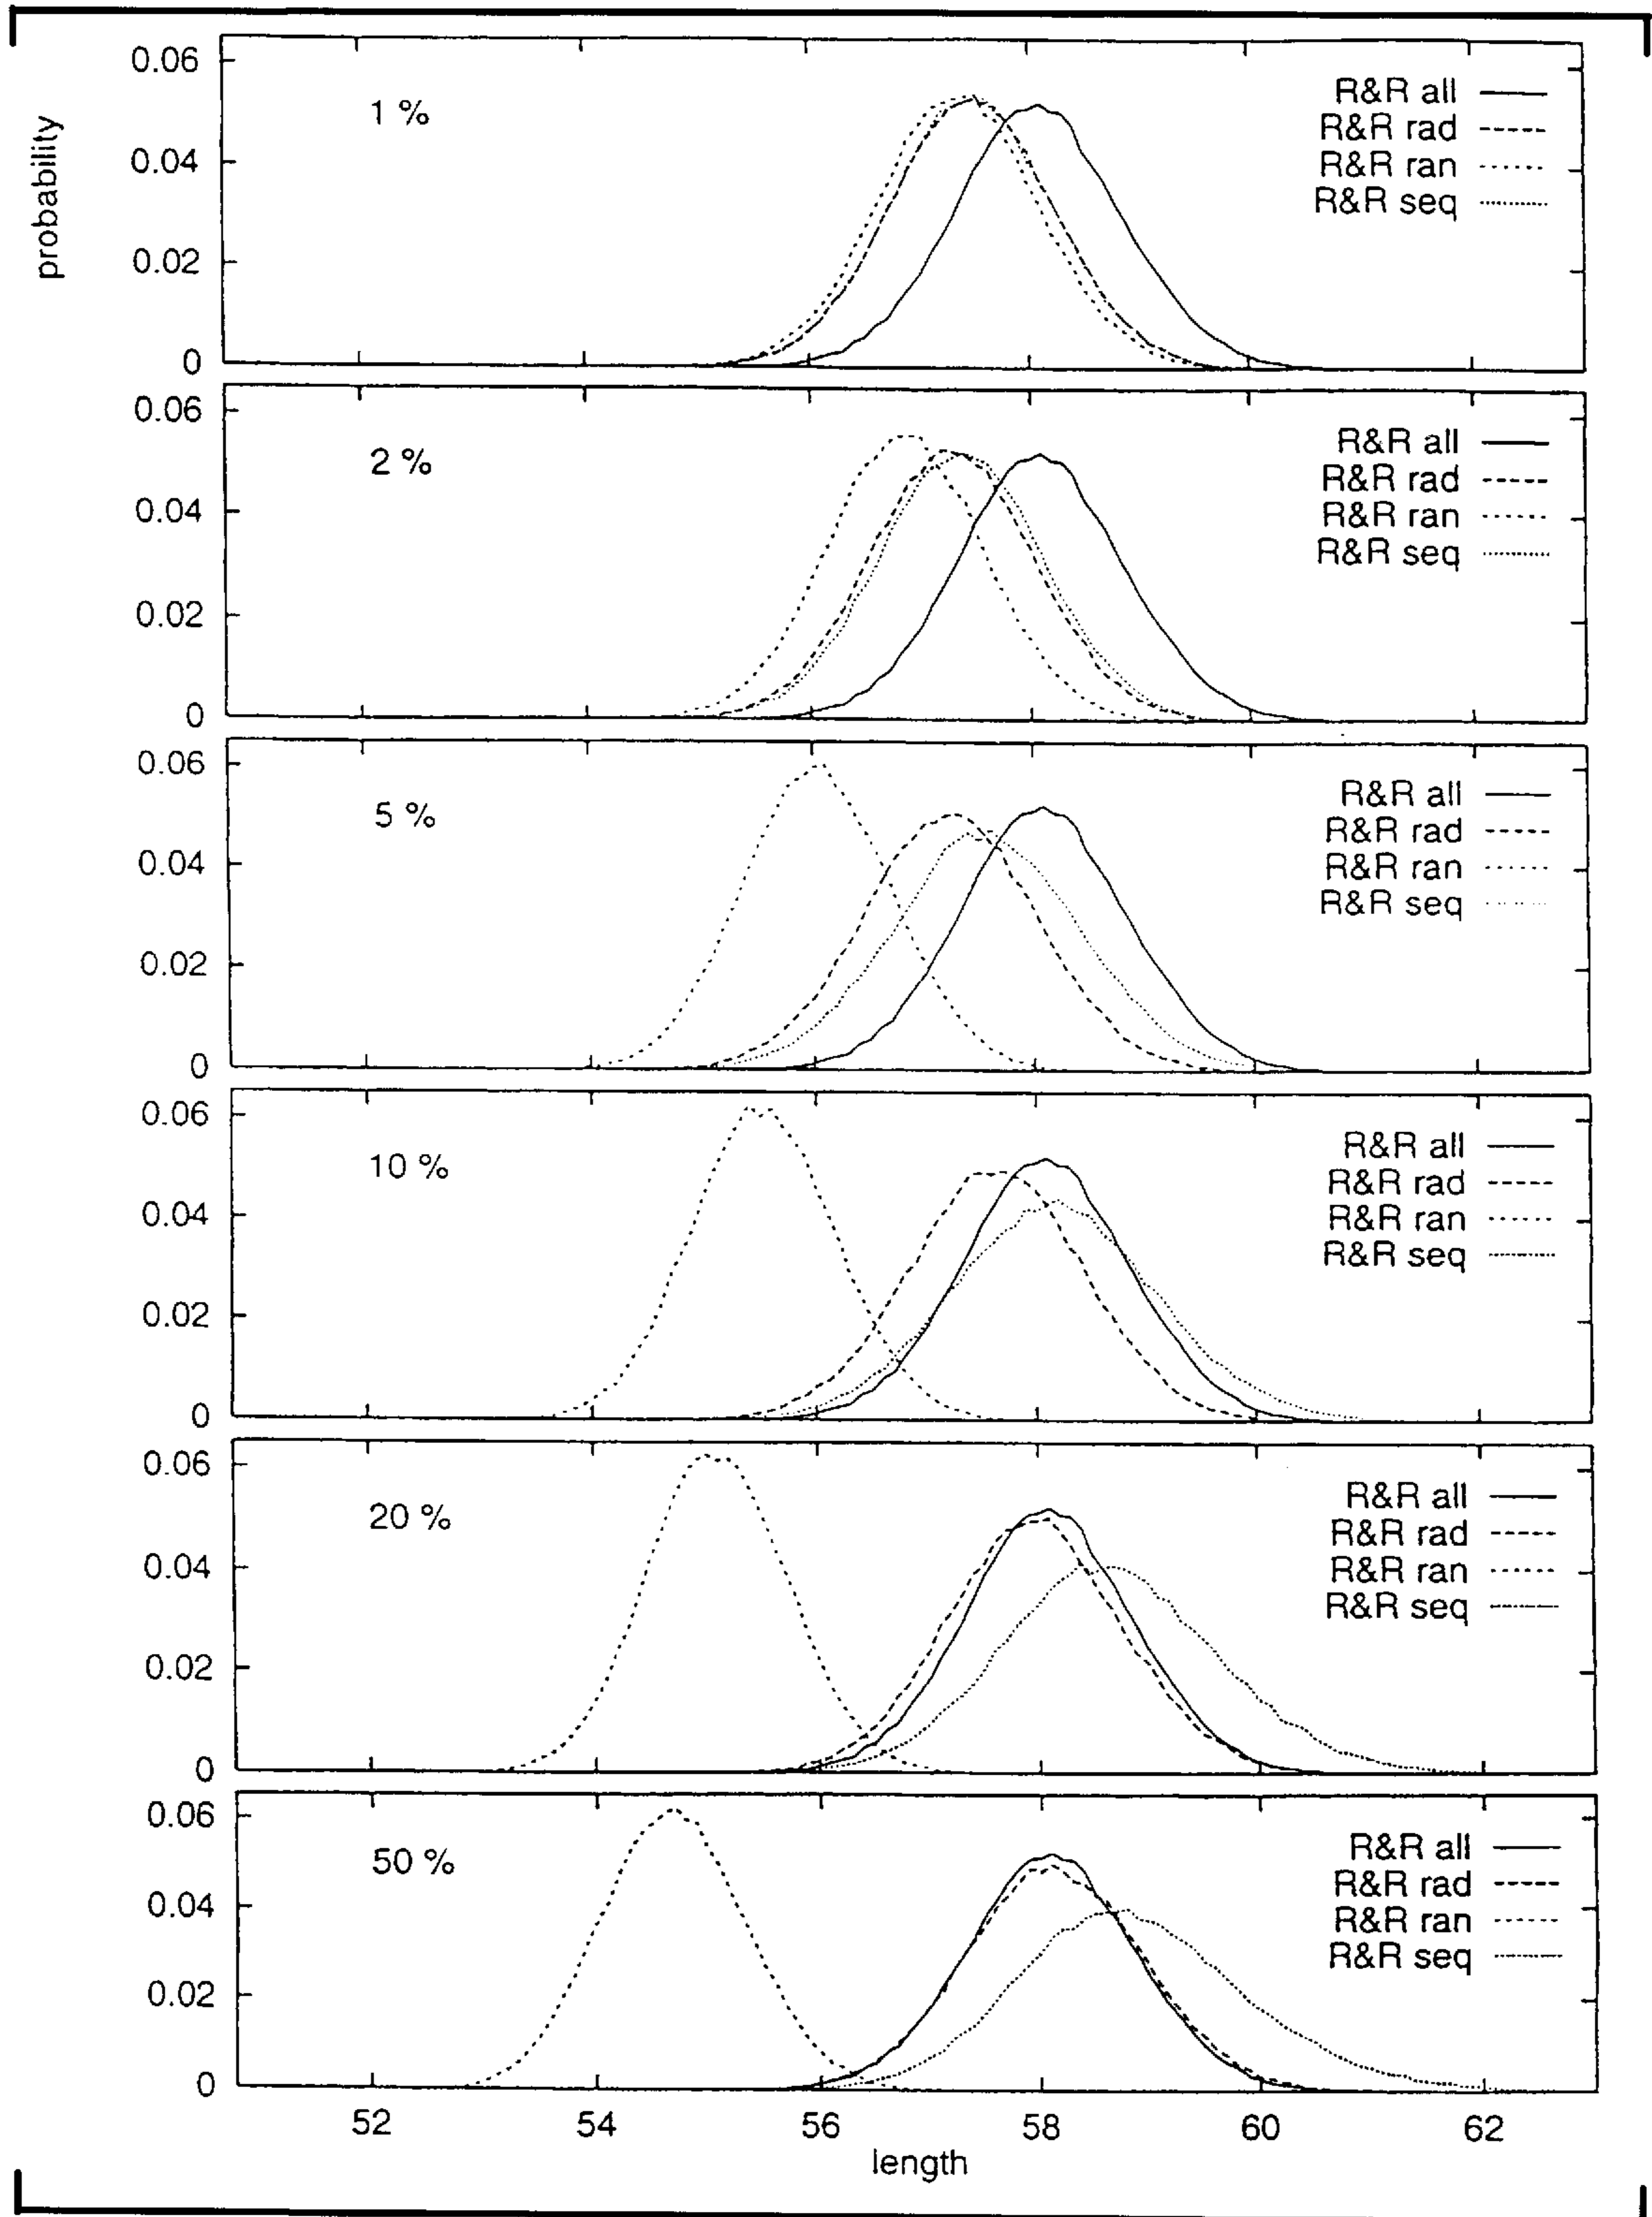 probability
0.06
0.04
0.02
0
1 %
R&R all
R&R rad
R&R ran
R&R seq
0.06
0.04
0.02
0
2 %
R&R all
R&R rad
R&R ran
R&R seq
0.06
0.04
0.02
0
5 %
R&R all
R&R rad
R&R ran
R&R seq
0.06
0.04
0.02
0
10 %
R&R all
R&R rad
R&R ran
R&R seq
0.06
0.04
0.02
0
20 %
R&R all
R&R rad
R&R ran
R&R seq
0.06
0.04
0.02
0
50 %
R&R all
R&R rad
R&R ran
R&R seq
52 54 56 58 60 62
length